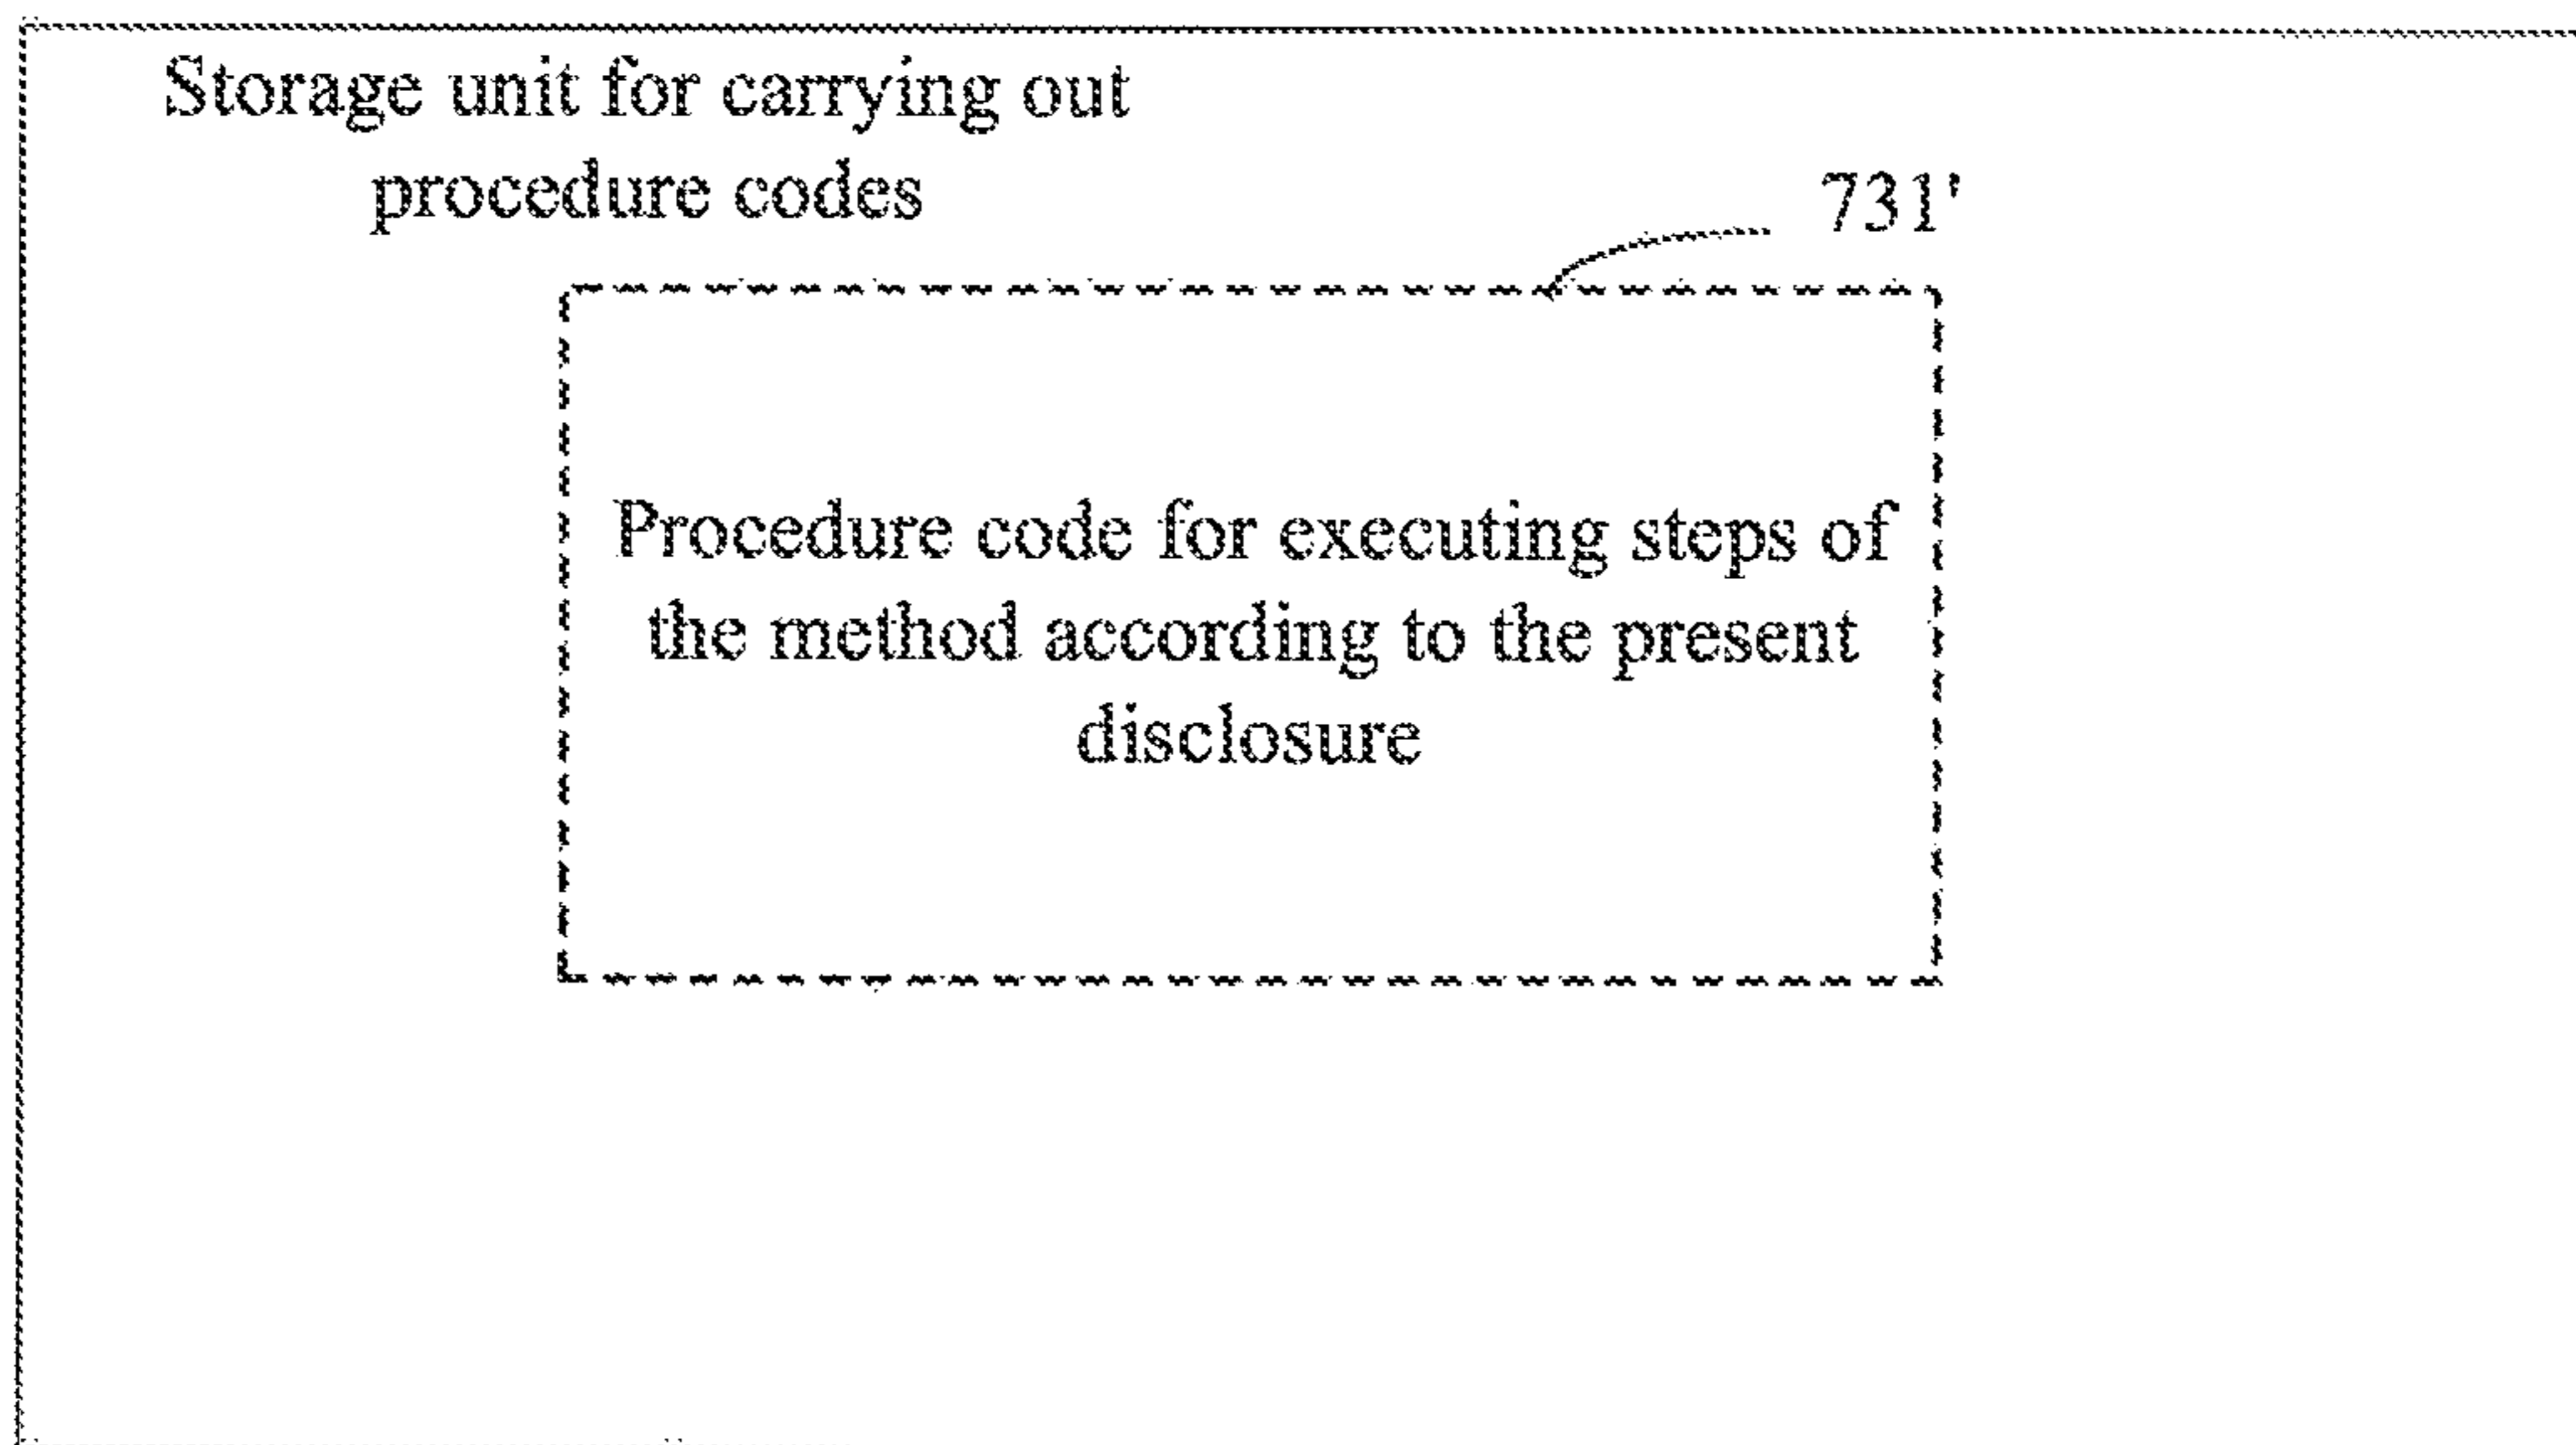 Storage unit for carrying out
procedure codes
731'
Procedure code for executing steps of
the method according to the present
disclosure